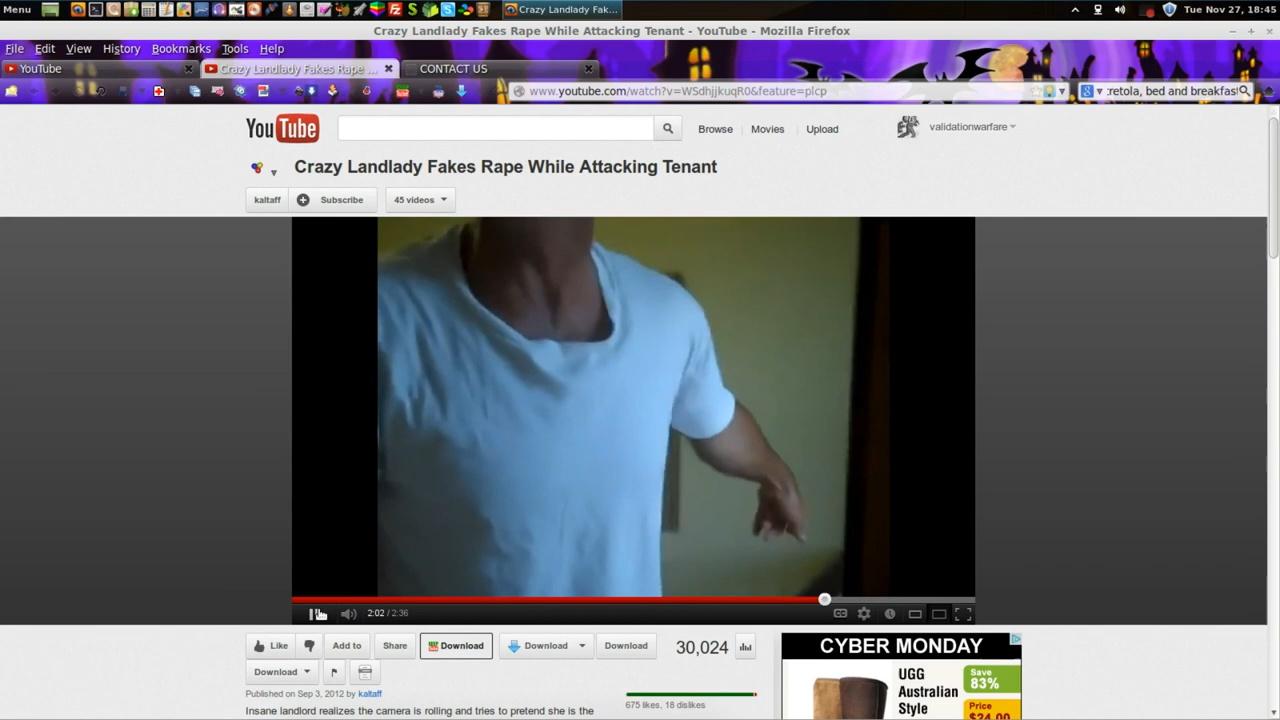 Menu
Crazy Landlady Fak...
Tue Nov 27, 18:45
Crazy Landlady Fakes Rape While Attacking Tenant - YouTube - Mozilla Firefox
File Edit View History Bookmarks Tools Help
YouTube
Crazy Landlady Fakes Rape ...
CONTACT US
www.youtube.com/watch?v=WSdhjjkuqR0&feature=plcp
:retola, bed and breakfast
YouTube
Browse Movies Upload
validationwarfare
Crazy Landlady Fakes Rape While Attacking Tenant
kaltaff Subscribe 45 videos
2:02 / 2:36
Like Add to Share Download Download Download 30,024
Download
Published on Sep 3, 2012 by kaltaff
675 likes, 18 dislikes
Insane landlord realizes the camera is rolling and tries to pretend she is the
CYBER MONDAY
UGG
Australian
Style
Save
83%
Price
$24.00